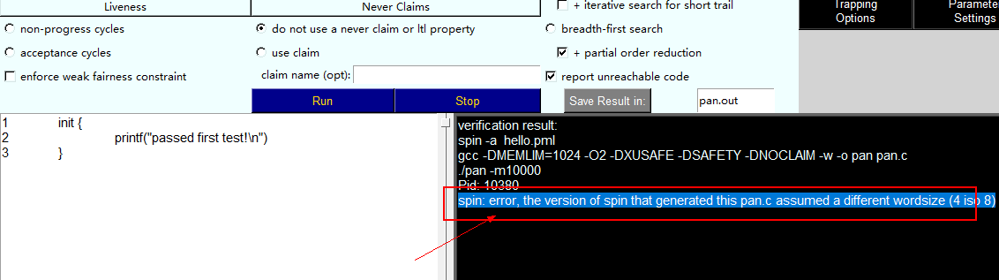 Liveness
Never Claims
+ iterative search for short trail
Trapping
Options
Settings
non-progress cycles
do not use a never claim or ltl property
breadth-first search
acceptance cycles
use claim
+ partial order reduction
enforce weak fairness constraint
claim name (opt):
report unreachable code
Run
Stop
Save Result in:
pan.out
1 init {
2 printf("passed first test!\n")
3 }
verification result:
spin -a hello.pml
gcc -DMEMLIM=1024 -O2 -DXUSAFE -DSAFETY -DNOCLAIM -w -o pan pan.c
./pan -m10000
Pid: 10380
spin: error, the version of spin that generated this pan.c assumed a different wordsize (4 iso 8)